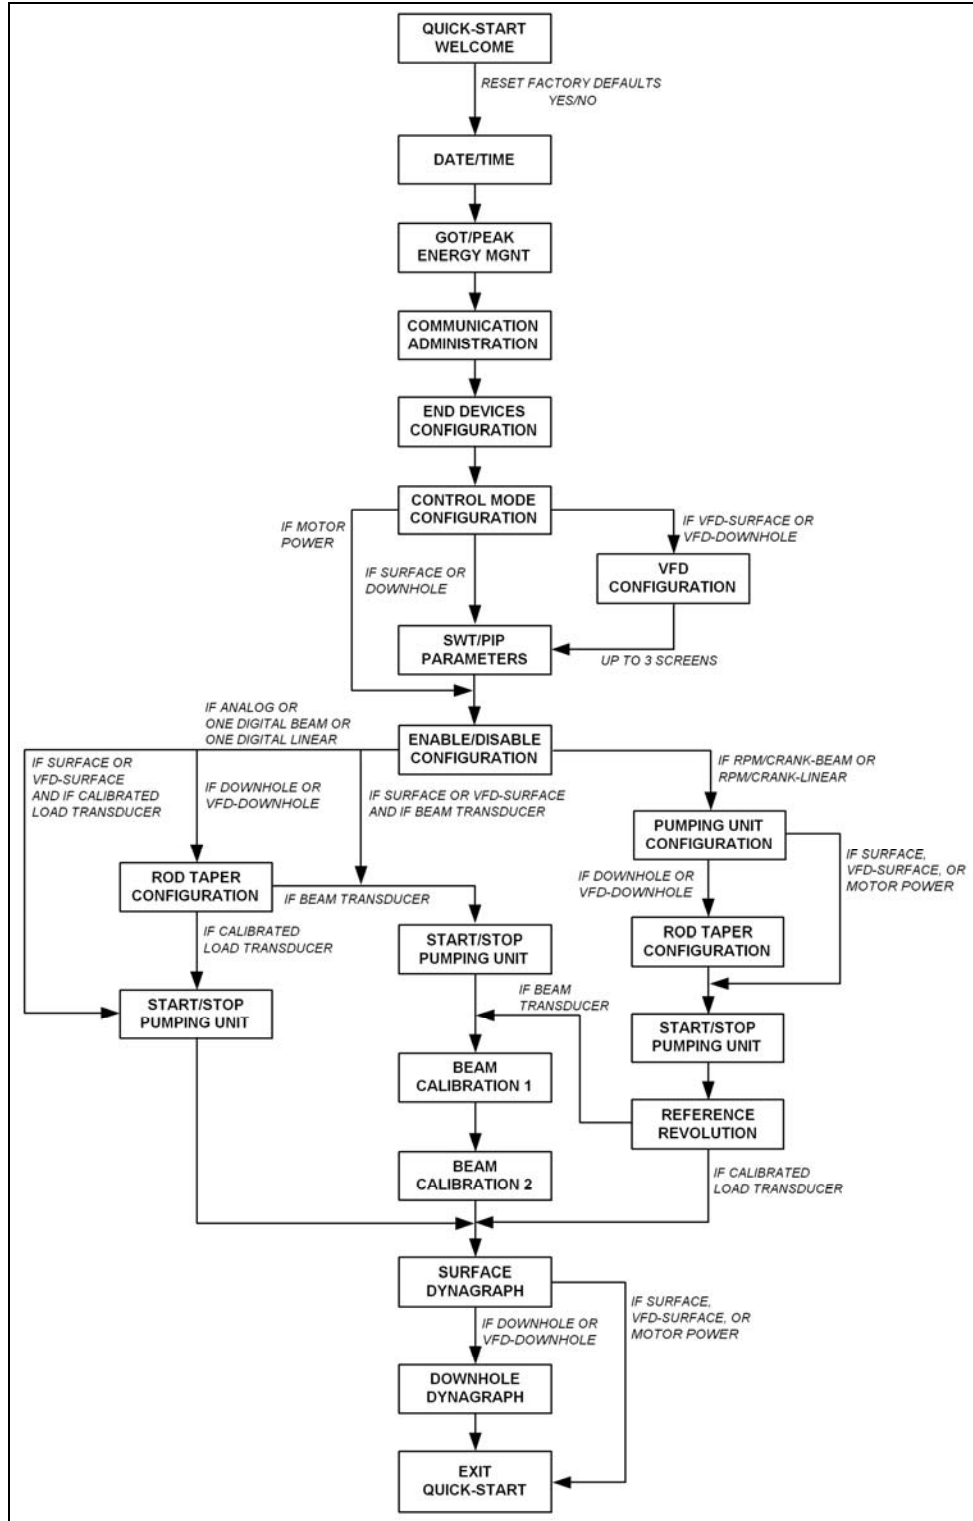 QUICK-START
WELCOME
RESET FACTORY DEFAULTS
YES/NO
DATE/TIME
GOT/PEAK
ENERGY MGNT
COMMUNICATION
ADMINISTRATION
END DEVICES
CONFIGURATION
CONTROL MODE
CONFIGURATION
IF MOTOR
POWER
IF VFD-SURFACE OR
VFD-DOWNHOLE
IF SURFACE OR
DOWNHOLE
VFD
CONFIGURATION
SWT/PIP
PARAMETERS
UP TO 3 SCREENS
IF ANALOG OR
ONE DIGITAL BEAM OR
ONE DIGITAL LINEAR
ENABLE/DISABLE
CONFIGURATION
IF SURFACE OR
VFD-SURFACE
AND IF CALIBRATED
LOAD TRANSDUCER
IF DOWNHOLE OR
VFD-DOWNHOLE
IF SURFACE OR VFD-SURFACE
AND IF BEAM TRANSDUCER
IF RPM/CRANK-BEAM OR
RPM/CRANK-LINEAR
PUMPING UNIT
CONFIGURATION
IF SURFACE,
VFD-SURFACE, OR
MOTOR POWER
ROD TAPER
CONFIGURATION
IF BEAM TRANSDUCER
IF DOWNHOLE OR
VFD-DOWNHOLE
IF CALIBRATED
LOAD TRANSDUCER
START/STOP
PUMPING UNIT
ROD TAPER
CONFIGURATION
START/STOP
PUMPING UNIT
IF BEAM
TRANSDUCER
START/STOP
PUMPING UNIT
BEAM
CALIBRATION 1
REFERENCE
REVOLUTION
BEAM
CALIBRATION 2
IF CALIBRATED
LOAD TRANSDUCER
SURFACE
DYNAGRAPH
IF SURFACE,
VFD-SURFACE, OR
MOTOR POWER
IF DOWNHOLE OR
VFD-DOWNHOLE
DOWNHOLE
DYNAGRAPH
EXIT
QUICK-START